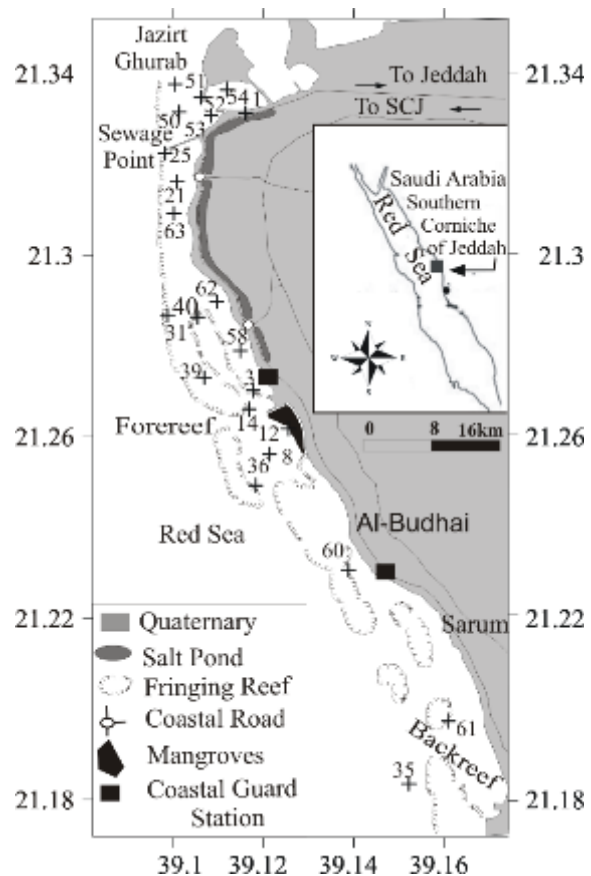 21.34
21.34
Jazirt
Ghurab
51
54
1
50
52
53
To Jeddah
To SCJ
Sewage
Point
25
21
63
Saudi Arabia
Southern
Corniche
of Jeddah
Red Sea
21.3
21.3
62
40
31
58
39
3
14
12
8
36
N
0 8 16km
21.26
21.26
Forereef
Red Sea
Al-Budhai
60
21.22
21.22
Sarum
61
Backreef
35
Quaternary
Salt Pond
Fringing Reef
Coastal Road
Mangroves
Coastal Guard
Station
21.18
21.18
39.1 39.12 39.14 39.16